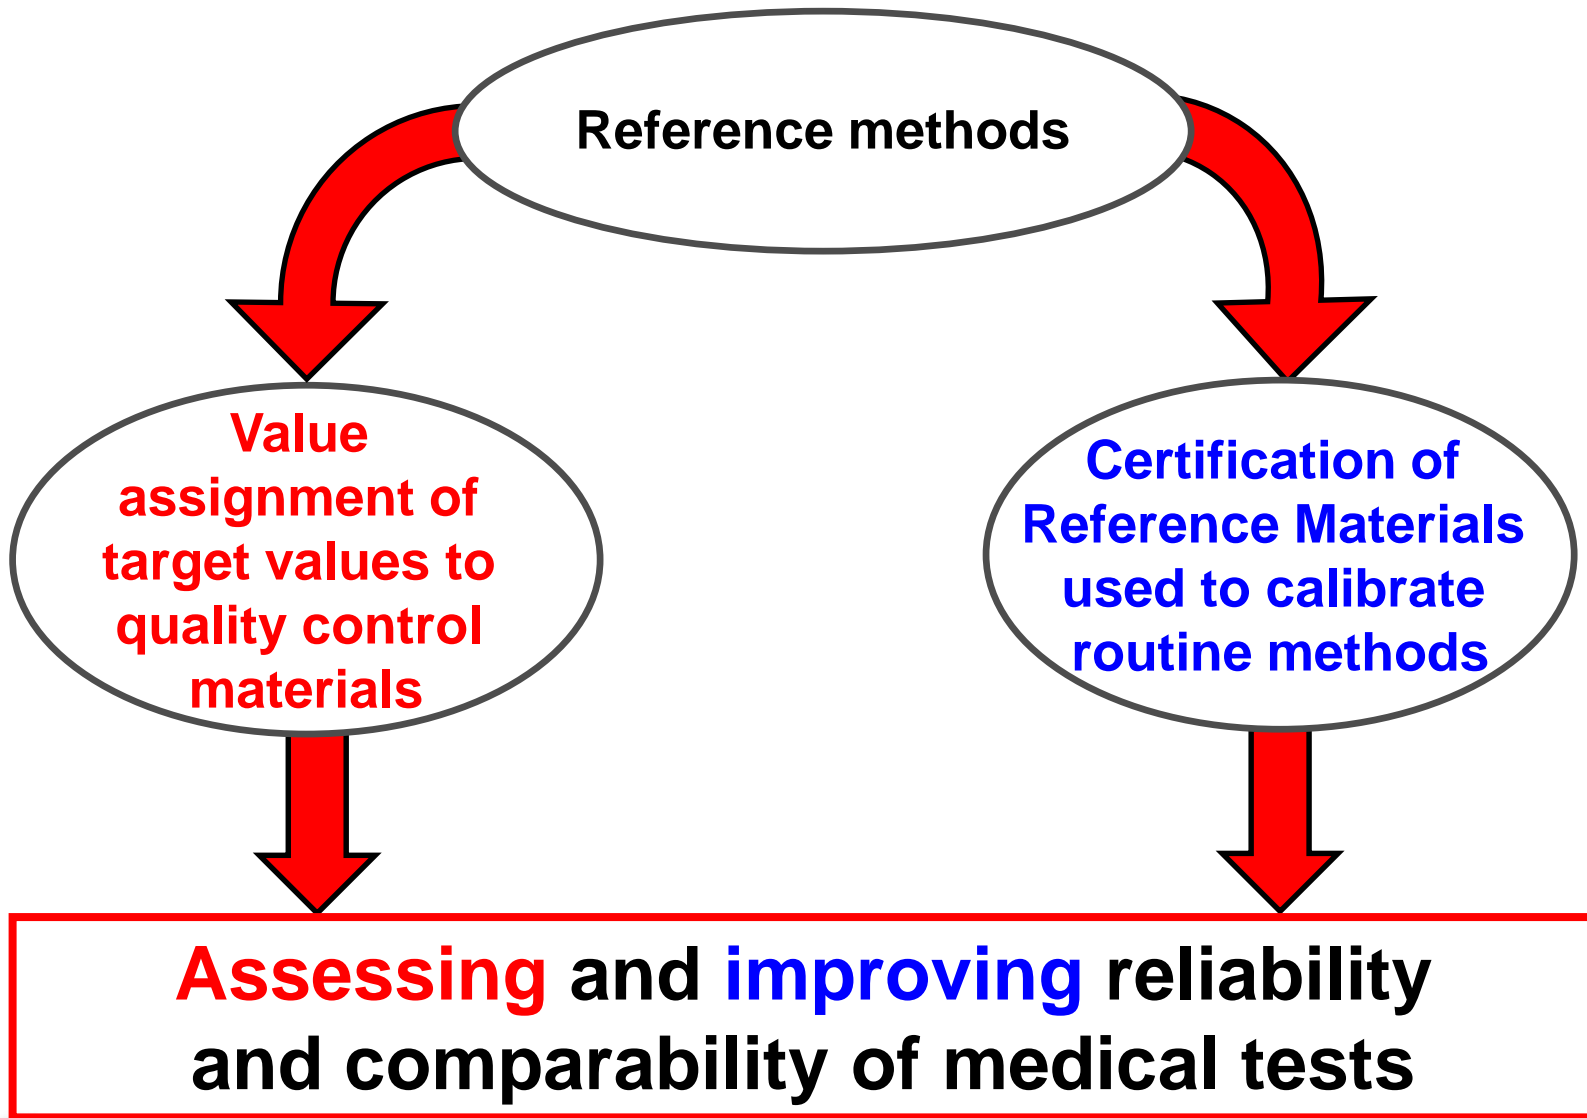 Reference methods
Value
assignment of
target values to
quality control
materials
Certification of
Reference Materials
used to calibrate
routine methods
Assessing and improving reliability
and comparability of medical tests